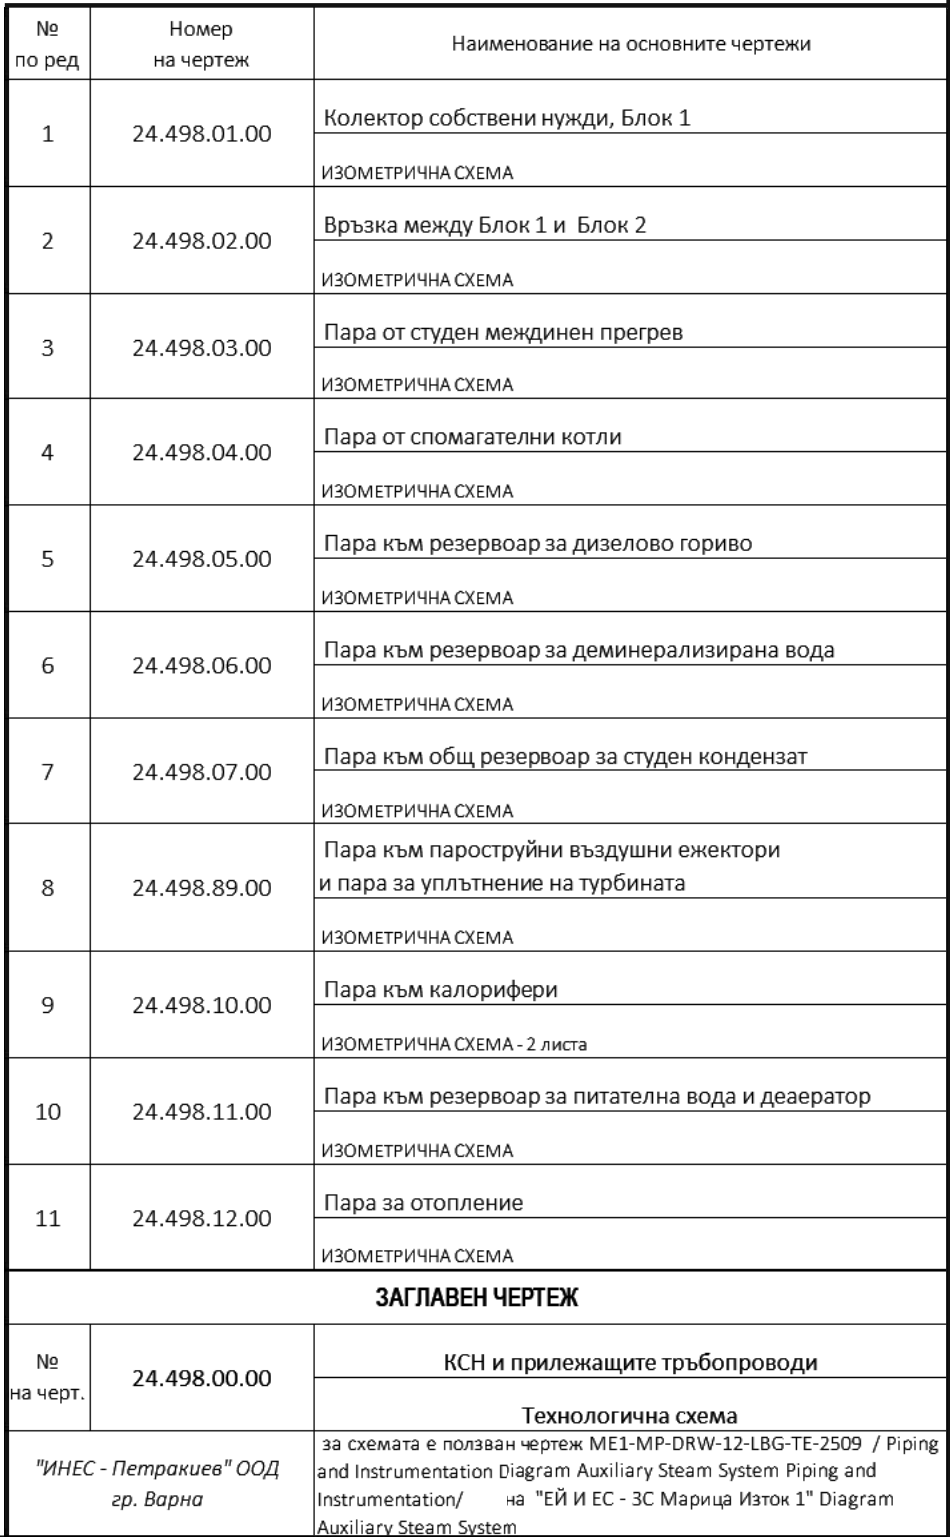 №
по ред
Номер
на чертеж
Наименование на основните чертежи
1
24.498.01.00
Колектор собствени нужди, Блок 1
ИЗОМЕТРИЧНА СХЕМА
2
24.498.02.00
Връзка между Блок 1 и Блок 2
ИЗОМЕТРИЧНА СХЕМА
3
24.498.03.00
Пара от студен междинен прегрев
ИЗОМЕТРИЧНА СХЕМА
4
24.498.04.00
Пара от спомагателни котли
ИЗОМЕТРИЧНА СХЕМА
5
24.498.05.00
Пара към резервоар за дизелово гориво
ИЗОМЕТРИЧНА СХЕМА
6
24.498.06.00
Пара към резервоар за деминерализирана вода
ИЗОМЕТРИЧНА СХЕМА
7
24.498.07.00
Пара към общ резервоар за студен кондензат
ИЗОМЕТРИЧНА СХЕМА
8
24.498.89.00
Пара към пароструйни въздушни ежектори
и пара за уплътнение на турбината
ИЗОМЕТРИЧНА СХЕМА
9
24.498.10.00
Пара към калорифери
ИЗОМЕТРИЧНА СХЕМА - 2 листа
10
24.498.11.00
Пара към резервоар за питателна вода и деаератор
ИЗОМЕТРИЧНА СХЕМА
11
24.498.12.00
Пара за отопление
ИЗОМЕТРИЧНА СХЕМА
ЗАГЛАВЕН ЧЕРТЕЖ
№
на черт.
24.498.00.00
КСН и прилежащите тръбопроводи
Технологична схема
"ИНЕС - Петракиев" ООД
гр. Варна
за схемата е ползван чертеж ME1-MP-DRW-12-LBG-TE-2509 / Piping
and Instrumentation Diagram Auxiliary Steam System Piping and
Instrumentation/ на "ЕЙ И ЕС - 3С Марица Изток 1" Diagram
Auxiliary Steam System